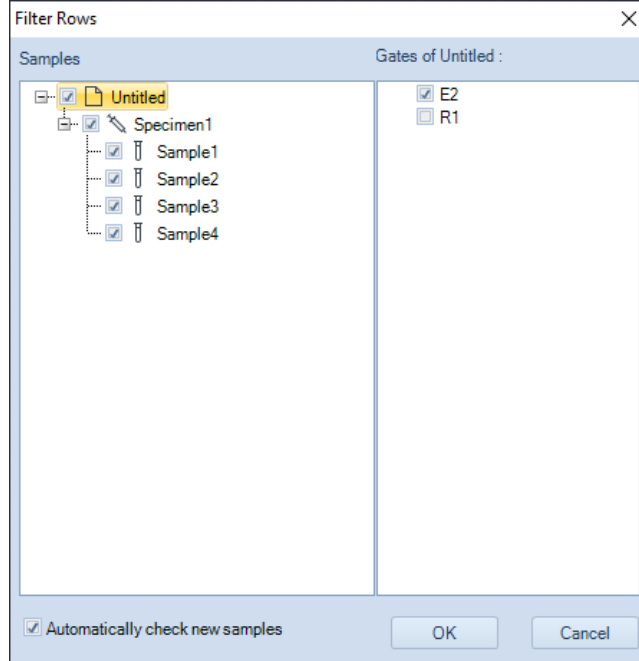 Filter Rows
Samples
Gates of Untitled :
Untitled
Specimen1
Sample1
Sample2
Sample3
Sample4
E2
R1
Automatically check new samples
OK
Cancel